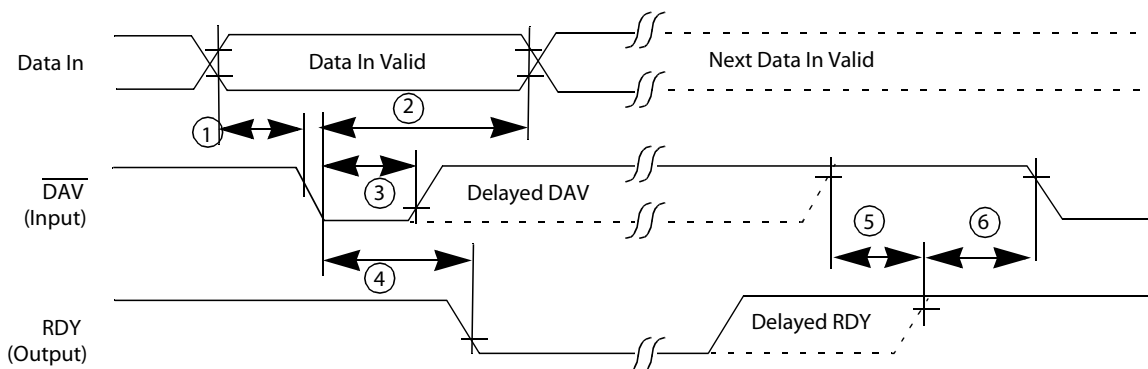 Data In
Data In Valid
Next Data In Valid
1
2
DAV
(Input)
3
Delayed DAV
5
6
4
RDY
(Output)
Delayed RDY